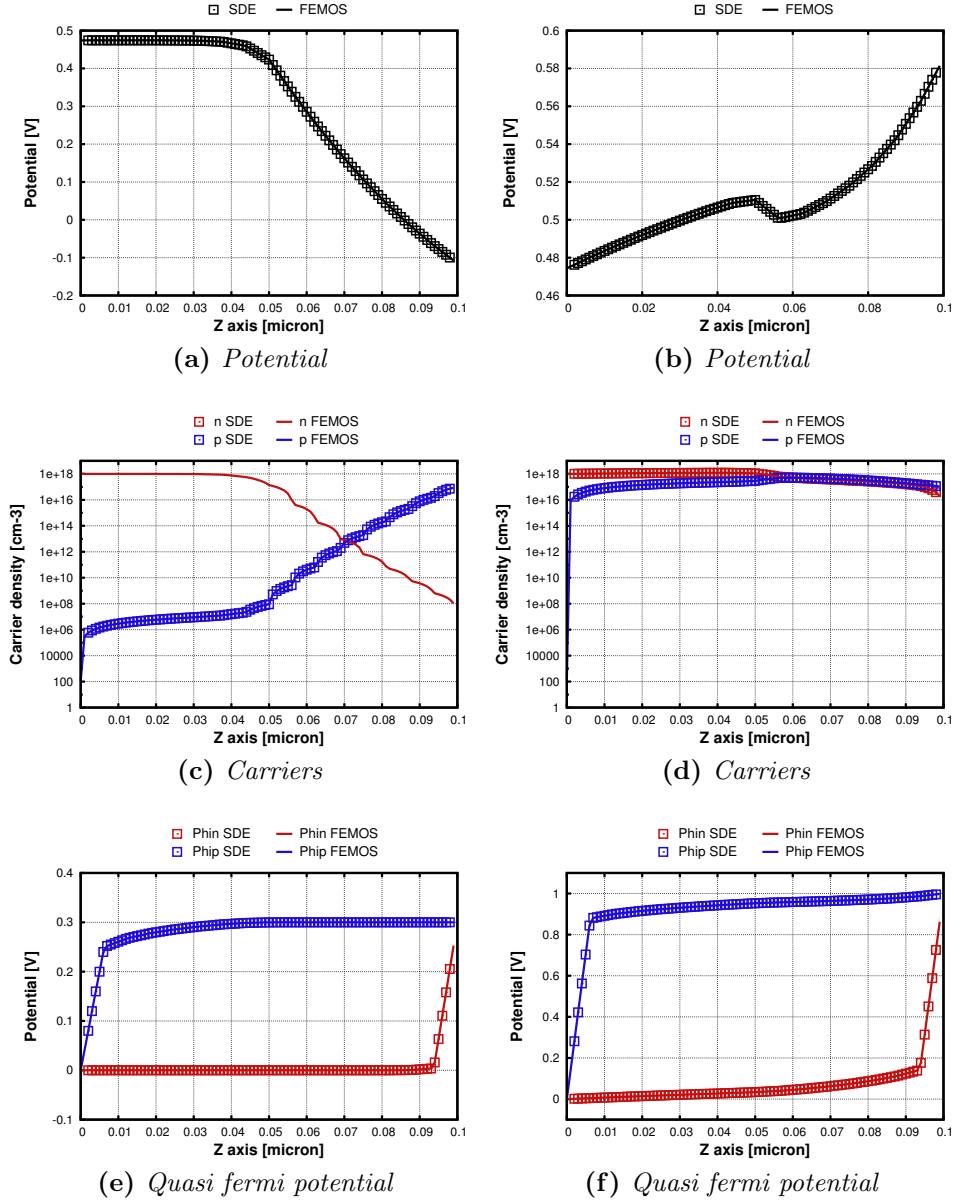 SDE FEMOS
0.5
0.4
0.3
0.2
0.1
0
-0.1
-0.2
0 0.01 0.02 0.03 0.04 0.05 0.06 0.07 0.08 0.09 0.1
Potential [V]
Z axis [micron]
(a) Potential
SDE FEMOS
0.6
0.58
0.56
0.54
0.52
0.5
0.48
0.46
0 0.02 0.04 0.06 0.08 0.1
Potential [V]
Z axis [micron]
(b) Potential
n SDE n FEMOS
p SDE p FEMOS
1e+18
1e+16
1e+14
1e+12
1e+10
1e+08
1e+06
10000
100
1
0 0.01 0.02 0.03 0.04 0.05 0.06 0.07 0.08 0.09 0.1
Carrier density [cm-3]
Z axis [micron]
(c) Carriers
n SDE n FEMOS
p SDE p FEMOS
1e+18
1e+16
1e+14
1e+12
1e+10
1e+08
1e+06
10000
100
1
0 0.01 0.02 0.03 0.04 0.05 0.06 0.07 0.08 0.09 0.1
Carrier density [cm-3]
Z axis [micron]
(d) Carriers
Phin SDE Phin FEMOS
Phip SDE Phip FEMOS
0.4
0.3
0.2
0.1
0
-0.1
0 0.01 0.02 0.03 0.04 0.05 0.06 0.07 0.08 0.09 0.1
Potential [V]
Z axis [micron]
(e) Quasi fermi potential
Phin SDE Phin FEMOS
Phip SDE Phip FEMOS
1
0.8
0.6
0.4
0.2
0
0 0.01 0.02 0.03 0.04 0.05 0.06 0.07 0.08 0.09 0.1
Potential [V]
Z axis [micron]
(f) Quasi fermi potential